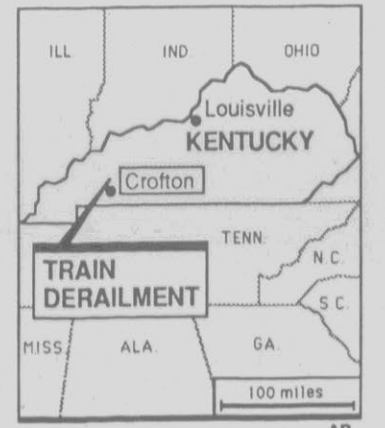 ILL.
IND.
OHIO
Louisville
KENTUCKY
Crofton
TENN.
N.C.
TRAIN
DERAILMENT
S.C.
MISS.
ALA.
GA.
100 miles
AP